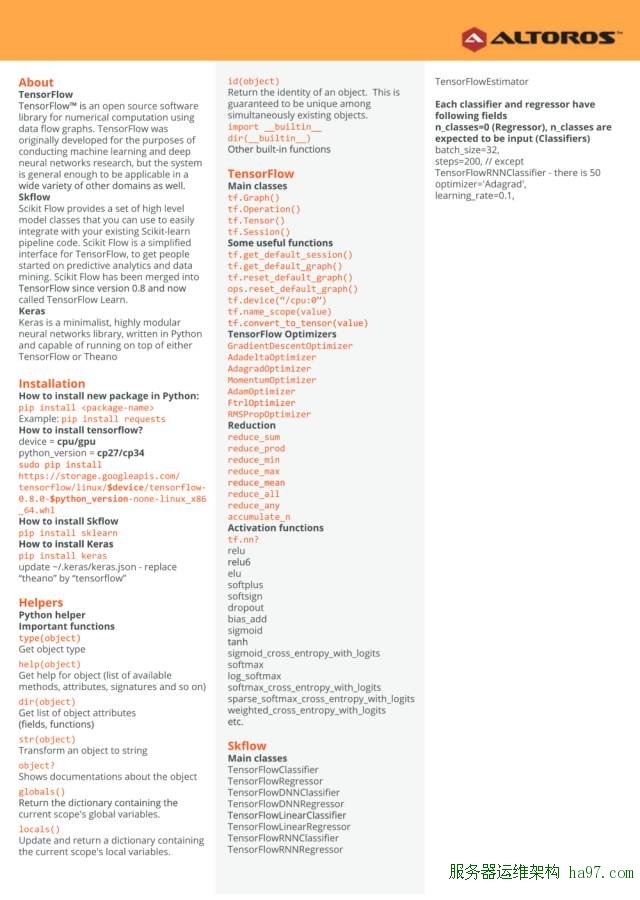 ALTOROS™
About
TensorFlow
TensorFlow™ is an open source software
library for numerical computation using
data flow graphs. TensorFlow was
originally developed for the purposes of
conducting machine learning and deep
neural networks research, but the system
is general enough to be applicable in a
wide variety of other domains as well.
Skflow
Scikit Flow provides a set of high level
model classes that you can use to easily
integrate with your existing Scikit-learn
pipeline code. Scikit Flow is a simplified
interface for TensorFlow, to get people
started on predictive analytics and data
mining. Scikit Flow has been merged into
TensorFlow since version 0.8 and now
called TensorFlow Learn.
Keras
Keras is a minimalist, highly modular
neural networks library, written in Python
and capable of running on top of either
TensorFlow or Theano
Installation
How to install new package in Python:
pip install <package-name>
Example: pip install requests
How to install tensorflow?
device = cpu/gpu
python_version = cp27/cp34
sudo pip install
https://storage.googleapis.com/
tensorflow/linux/$device/tensorflow-
0.8.0-$python_version-none-linux_x86
_64.whl
How to install Skflow
pip install sklearn
How to install Keras
pip install keras
update ~/.keras/keras.json - replace
“theano” by “tensorflow”
Helpers
Python helper
Important functions
type(object)
Get object type
help(object)
Get help for object (list of available
methods, attributes, signatures and so on)
dir(object)
Get list of object attributes
(fields, functions)
str(object)
Transform an object to string
object?
Shows documentations about the object
globals()
Return the dictionary containing the
current scope's global variables.
locals()
Update and return a dictionary containing
the current scope's local variables.
id(object)
Return the identity of an object. This is
guaranteed to be unique among
simultaneously existing objects.
import __builtin__
dir(__builtin__)
Other built-in functions
TensorFlow
Main classes
tf.Graph()
tf.Operation()
tf.Tensor()
tf.Session()
Some useful functions
tf.get_default_session()
tf.get_default_graph()
tf.reset_default_graph()
ops.reset_default_graph()
tf.device(“/cpu:0”)
tf.name_scope(value)
tf.convert_to_tensor(value)
TensorFlow Optimizers
GradientDescentOptimizer
AdadeltaOptimizer
AdagradOptimizer
MomentumOptimizer
AdamOptimizer
FtrlOptimizer
RMSPropOptimizer
Reduction
reduce_sum
reduce_prod
reduce_min
reduce_max
reduce_mean
reduce_all
reduce_any
accumulate_n
Activation functions
tf.nn?
relu
relu6
elu
softplus
softsign
dropout
bias_add
sigmoid
tanh
sigmoid_cross_entropy_with_logits
softmax
log_softmax
softmax_cross_entropy_with_logits
sparse_softmax_cross_entropy_with_logits
weighted_cross_entropy_with_logits
etc.
Skflow
Main classes
TensorFlowClassifier
TensorFlowRegressor
TensorFlowDNNClassifier
TensorFlowDNNRegressor
TensorFlowLinearClassifier
TensorFlowLinearRegressor
TensorFlowRNNClassifier
TensorFlowRNNRegressor
TensorFlowEstimator
Each classifier and regressor have
following fields
n_classes=0 (Regressor), n_classes are
expected to be input (Classifiers)
batch_size=32,
steps=200, // except
TensorFlowRNNClassifier - there is 50
optimizer='Adagrad',
learning_rate=0.1,
服务器运维架构 ha97.com